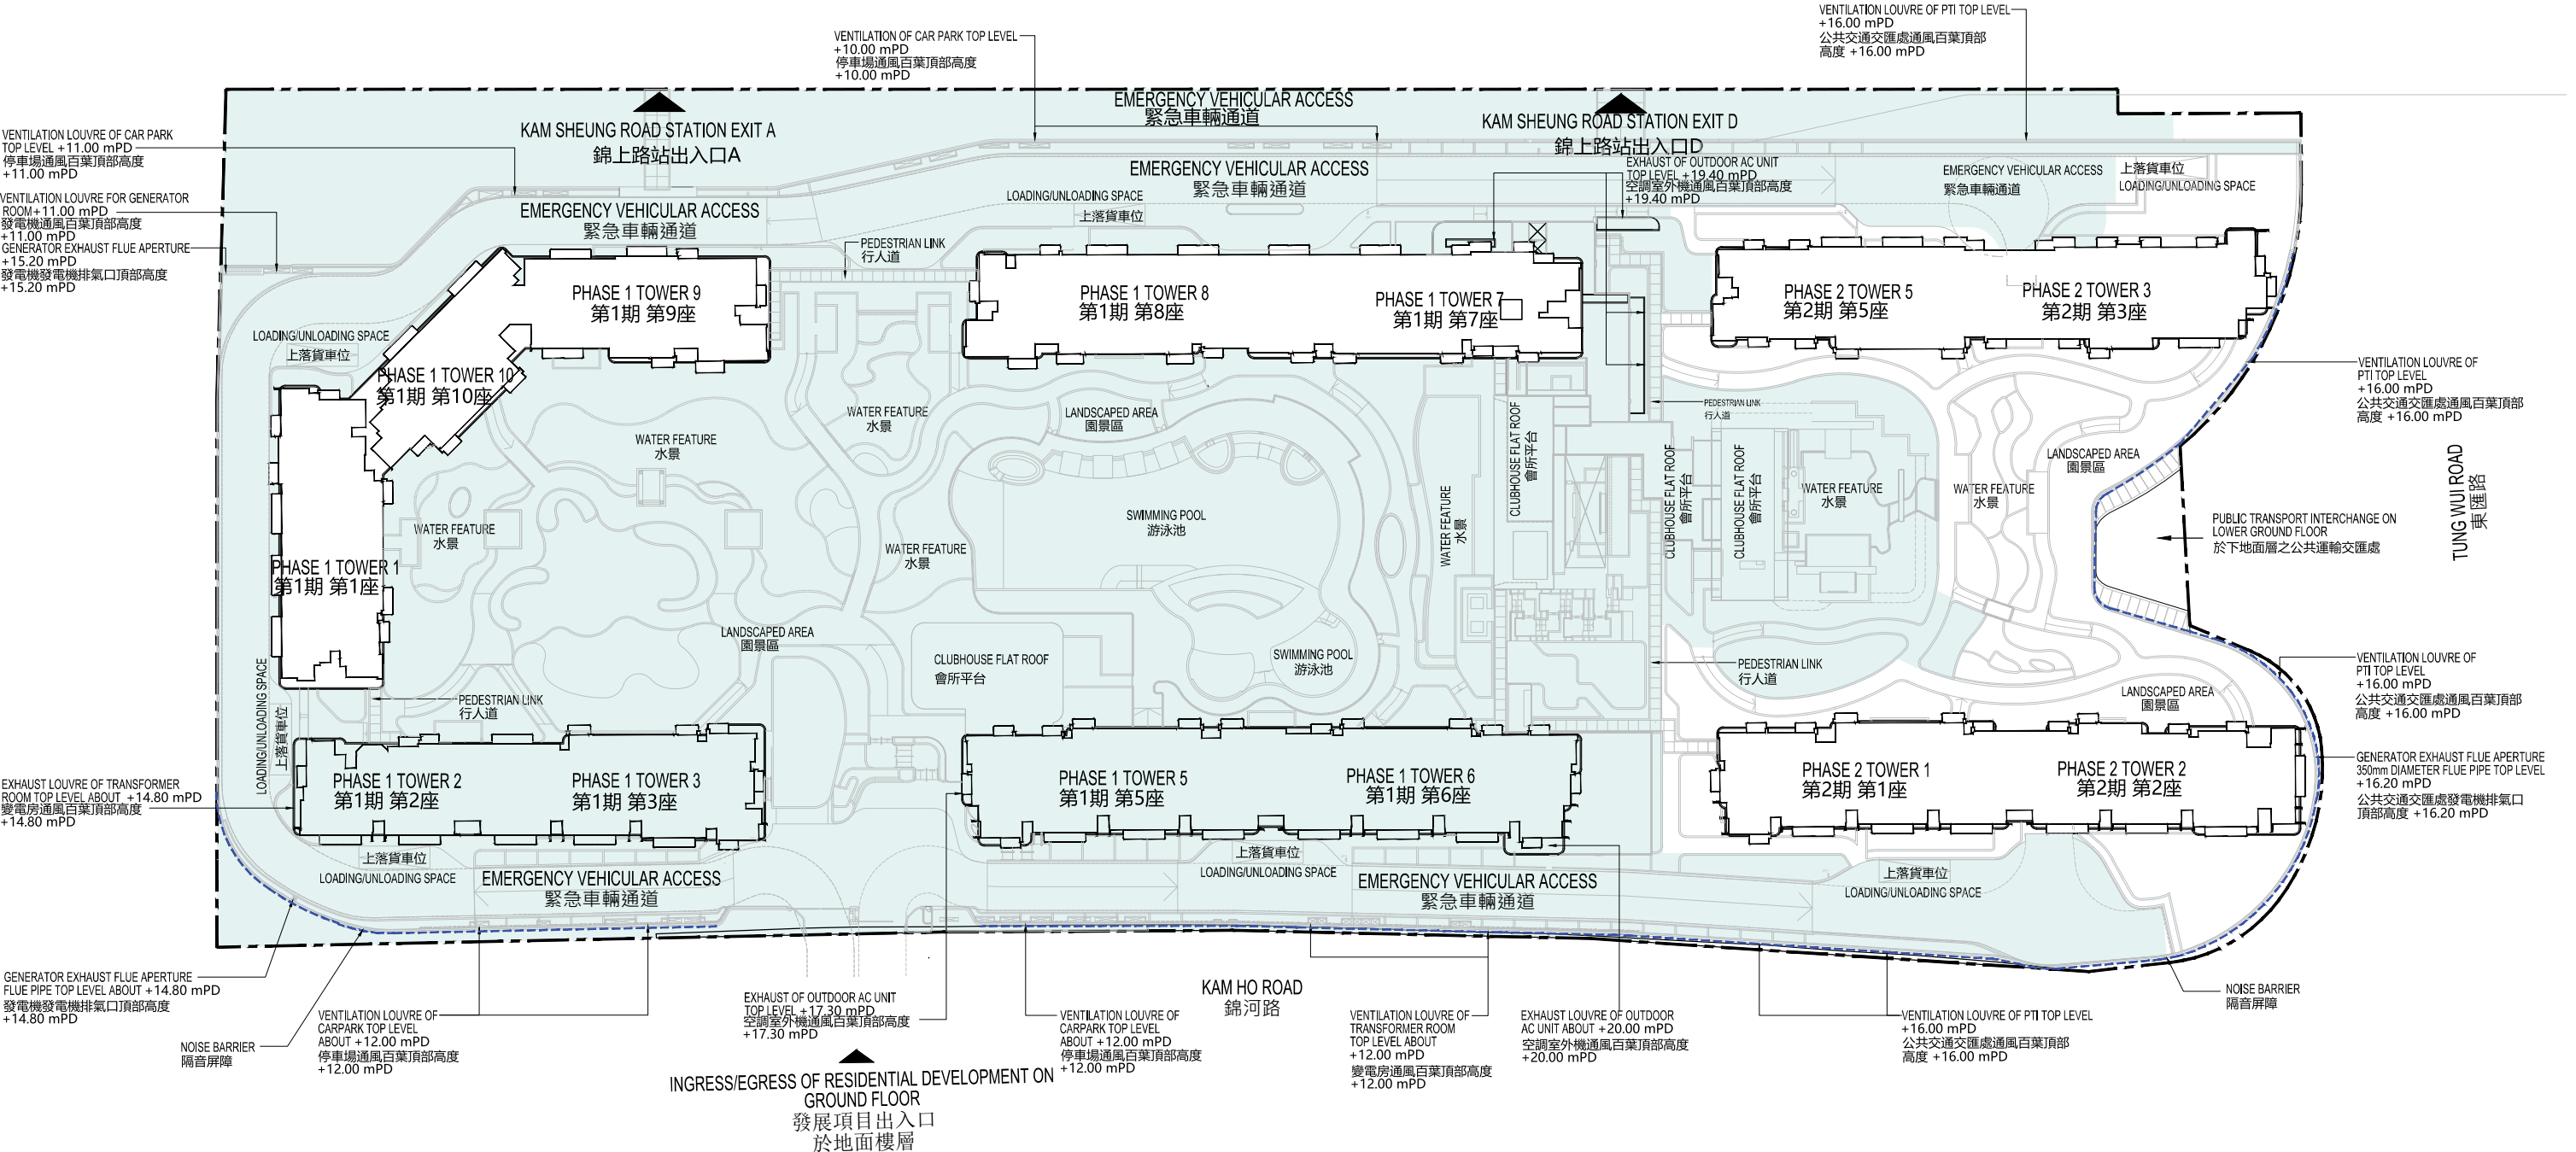 VENTILATION LOUVRE OF PTI TOP LEVEL
+16.00 mPD
公共交通交匯處通風百葉頂部
高度 +16.00 mPD
VENTILATION OF CAR PARK TOP LEVEL
+10.00 mPD
停車場通風百葉頂部高度
+10.00 mPD
EMERGENCY VEHICULAR ACCESS
緊急車輛通道
KAM SHEUNG ROAD STATION EXIT A
錦上路站出入口A
KAM SHEUNG ROAD STATION EXIT D
錦上路站出入口D
VENTILATION LOUVRE OF CAR PARK
TOP LEVEL +11.00 mPD
停車場通風百葉頂部高度
+11.00 mPD
VENTILATION LOUVRE FOR GENERATOR
ROOM+11.00 mPD
發電機通風百葉頂部高度
+11.00 mPD
GENERATOR EXHAUST FLUE APERTURE
+15.20 mPD
發電機發電機排氣口頂部高度
+15.20 mPD
EMERGENCY VEHICULAR ACCESS
緊急車輛通道
EXHAUST OF OUTDOOR AC UNIT
TOP LEVEL +19.40 mPD
空調室外機通風百葉頂部高度
+19.40 mPD
EMERGENCY VEHICULAR ACCESS
緊急車輛通道
上落貨車位
LOADING/UNLOADING SPACE
LOADING/UNLOADING SPACE
上落貨車位
EMERGENCY VEHICULAR ACCESS
緊急車輛通道
PEDESTRIAN LINK
行人道
PHASE 1 TOWER 9
第1期 第9座
PHASE 1 TOWER 8
第1期 第8座
PHASE 1 TOWER 7
第1期 第7座
PHASE 2 TOWER 5
第2期 第5座
PHASE 2 TOWER 3
第2期 第3座
LOADING/UNLOADING SPACE
上落貨車位
PHASE 1 TOWER 10
第1期 第10座
VENTILATION LOUVRE OF
PTI TOP LEVEL
+16.00 mPD
公共交通交匯處通風百葉頂部
高度 +16.00 mPD
WATER FEATURE
水景
WATER FEATURE
水景
LANDSCAPED AREA
園景區
CLUBHOUSE FLAT ROOF
會所平台
PEDESTRIAN LINK
行人道
CLUBHOUSE FLAT ROOF
會所平台
CLUBHOUSE FLAT ROOF
會所平台
LANDSCAPED AREA
園景區
WATER FEATURE
水景
WATER FEATURE
水景
TUNG WUI ROAD
東匯路
WATER FEATURE
水景
WATER FEATURE
水景
SWIMMING POOL
游泳池
WATER FEATURE
水景
PUBLIC TRANSPORT INTERCHANGE ON
LOWER GROUND FLOOR
於下地面層之公共運輸交匯處
PHASE 1 TOWER 1
第1期 第1座
LANDSCAPED AREA
園景區
CLUBHOUSE FLAT ROOF
會所平台
SWIMMING POOL
游泳池
PEDESTRIAN LINK
行人道
VENTILATION LOUVRE OF
PTI TOP LEVEL
+16.00 mPD
公共交通交匯處通風百葉頂部
高度 +16.00 mPD
LANDSCAPED AREA
園景區
LOADING/UNLOADING SPACE
上落貨車位
PEDESTRIAN LINK
行人道
EXHAUST LOUVRE OF TRANSFORMER
ROOM TOP LEVEL ABOUT +14.80 mPD
變電房通風百葉頂部高度
+14.80 mPD
PHASE 1 TOWER 2
第1期 第2座
PHASE 1 TOWER 3
第1期 第3座
PHASE 1 TOWER 5
第1期 第5座
PHASE 1 TOWER 6
第1期 第6座
PHASE 2 TOWER 1
第2期 第1座
PHASE 2 TOWER 2
第2期 第2座
GENERATOR EXHAUST FLUE APERTURE
350mm DIAMETER FLUE PIPE TOP LEVEL
+16.20 mPD
公共交通交匯處發電機排氣口
頂部高度 +16.20 mPD
上落貨車位
LOADING/UNLOADING SPACE
EMERGENCY VEHICULAR ACCESS
緊急車輛通道
上落貨車位
LOADING/UNLOADING SPACE
EMERGENCY VEHICULAR ACCESS
緊急車輛通道
上落貨車位
LOADING/UNLOADING SPACE
GENERATOR EXHAUST FLUE APERTURE
FLUE PIPE TOP LEVEL ABOUT +14.80 mPD
發電機發電機排氣口頂部高度
+14.80 mPD
NOISE BARRIER
隔音屏障
VENTILATION LOUVRE OF
CARPARK TOP LEVEL
ABOUT +12.00 mPD
停車場通風百葉頂部高度
+12.00 mPD
EXHAUST OF OUTDOOR AC UNIT
TOP LEVEL +17.30 mPD
空調室外機通風百葉頂部高度
+17.30 mPD
VENTILATION LOUVRE OF
CARPARK TOP LEVEL
ABOUT +12.00 mPD
停車場通風百葉頂部高度
+12.00 mPD
KAM HO ROAD
錦河路
VENTILATION LOUVRE OF
TRANSFORMER ROOM
TOP LEVEL ABOUT
+12.00 mPD
變電房通風百葉頂部高度
+12.00 mPD
EXHAUST LOUVRE OF OUTDOOR
AC UNIT ABOUT +20.00 mPD
空調室外機通風百葉頂部高度
+20.00 mPD
VENTILATION LOUVRE OF PTI TOP LEVEL
+16.00 mPD
公共交通交匯處通風百葉頂部
高度 +16.00 mPD
NOISE BARRIER
隔音屏障
INGRESS/EGRESS OF RESIDENTIAL DEVELOPMENT ON
GROUND FLOOR
發展項目出入口
於地面樓層